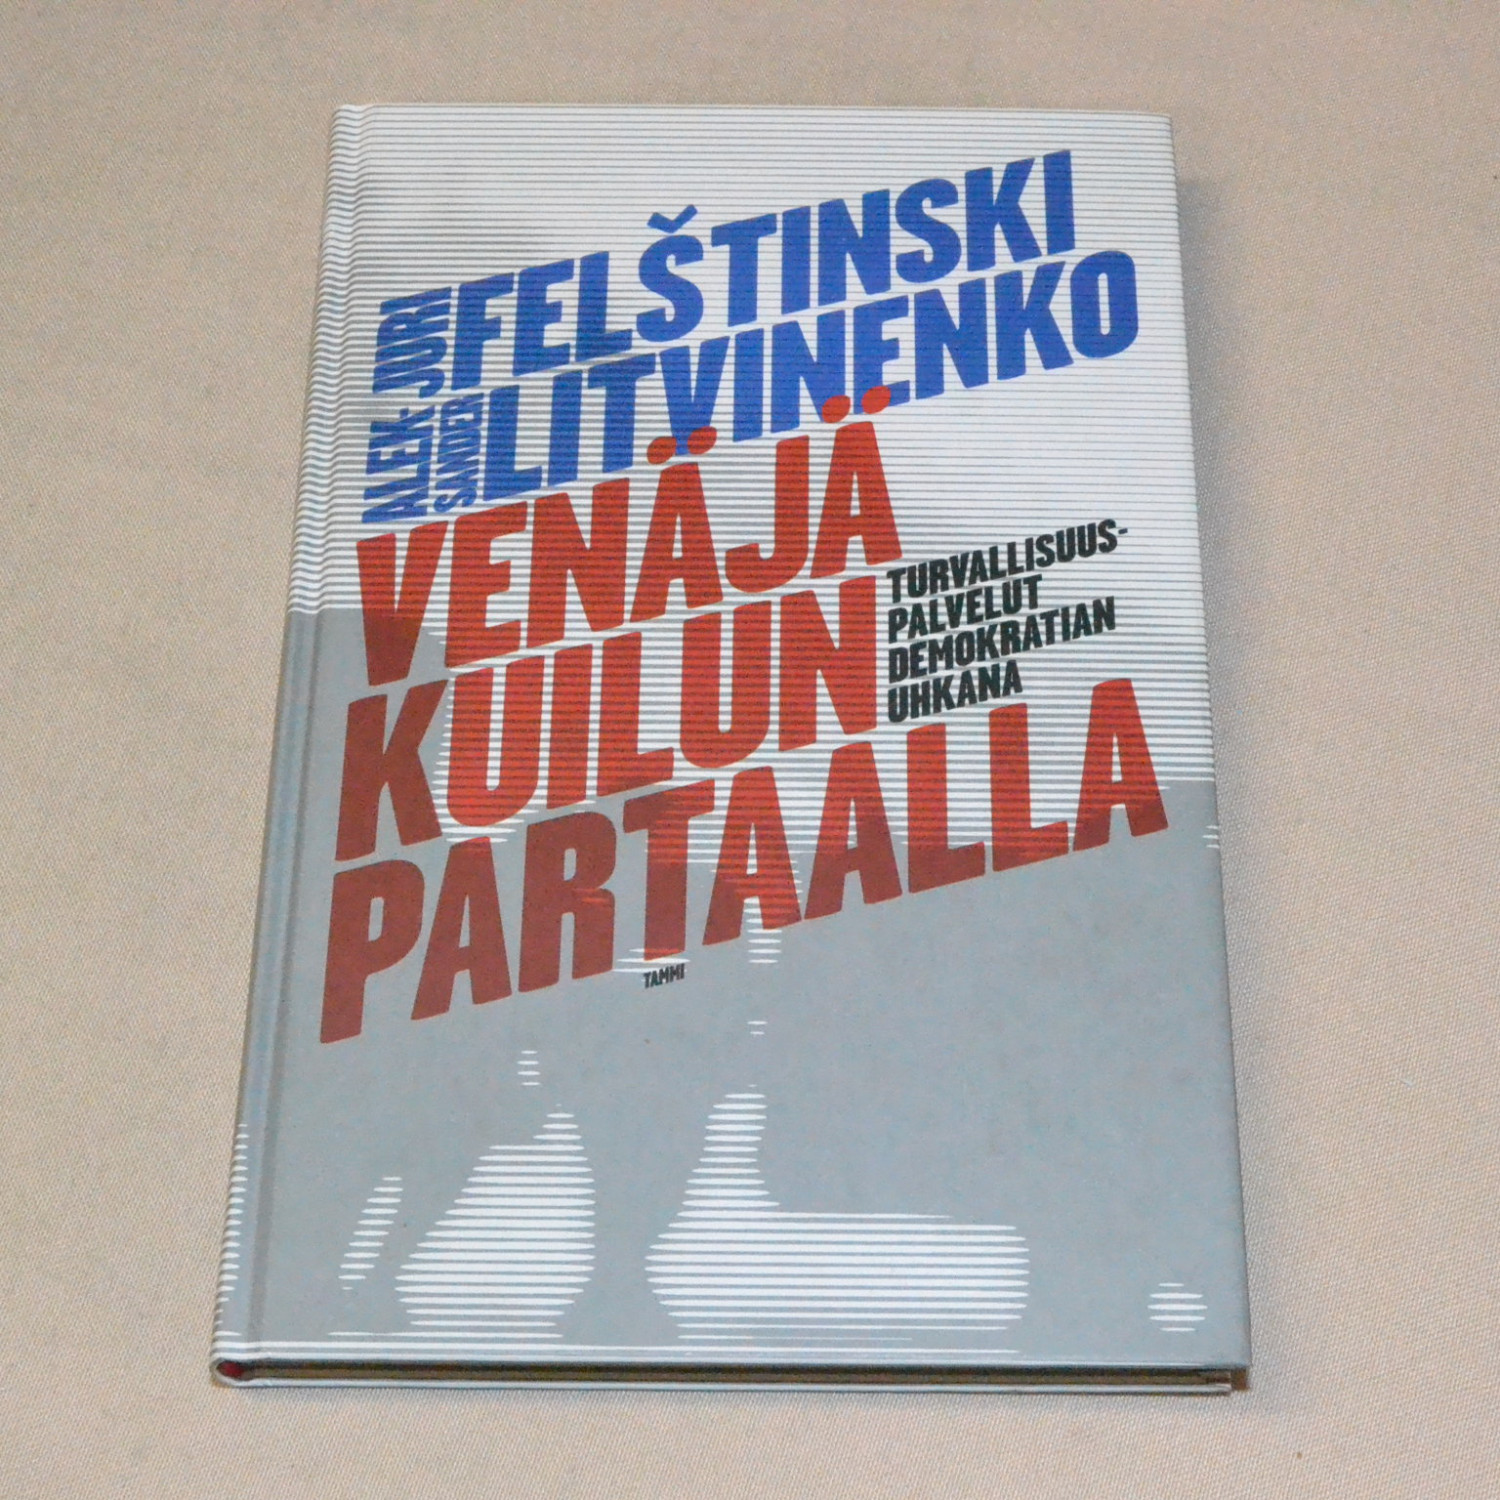 JURI FELŠTINSKI
ALEK-
SANDER LITVINENKO
VENÄJÄ
KUILUN
PARTAALLA
TURVALLISUUS-
PALVELUT
DEMOKRATIAN
UHKANA
TAMMI